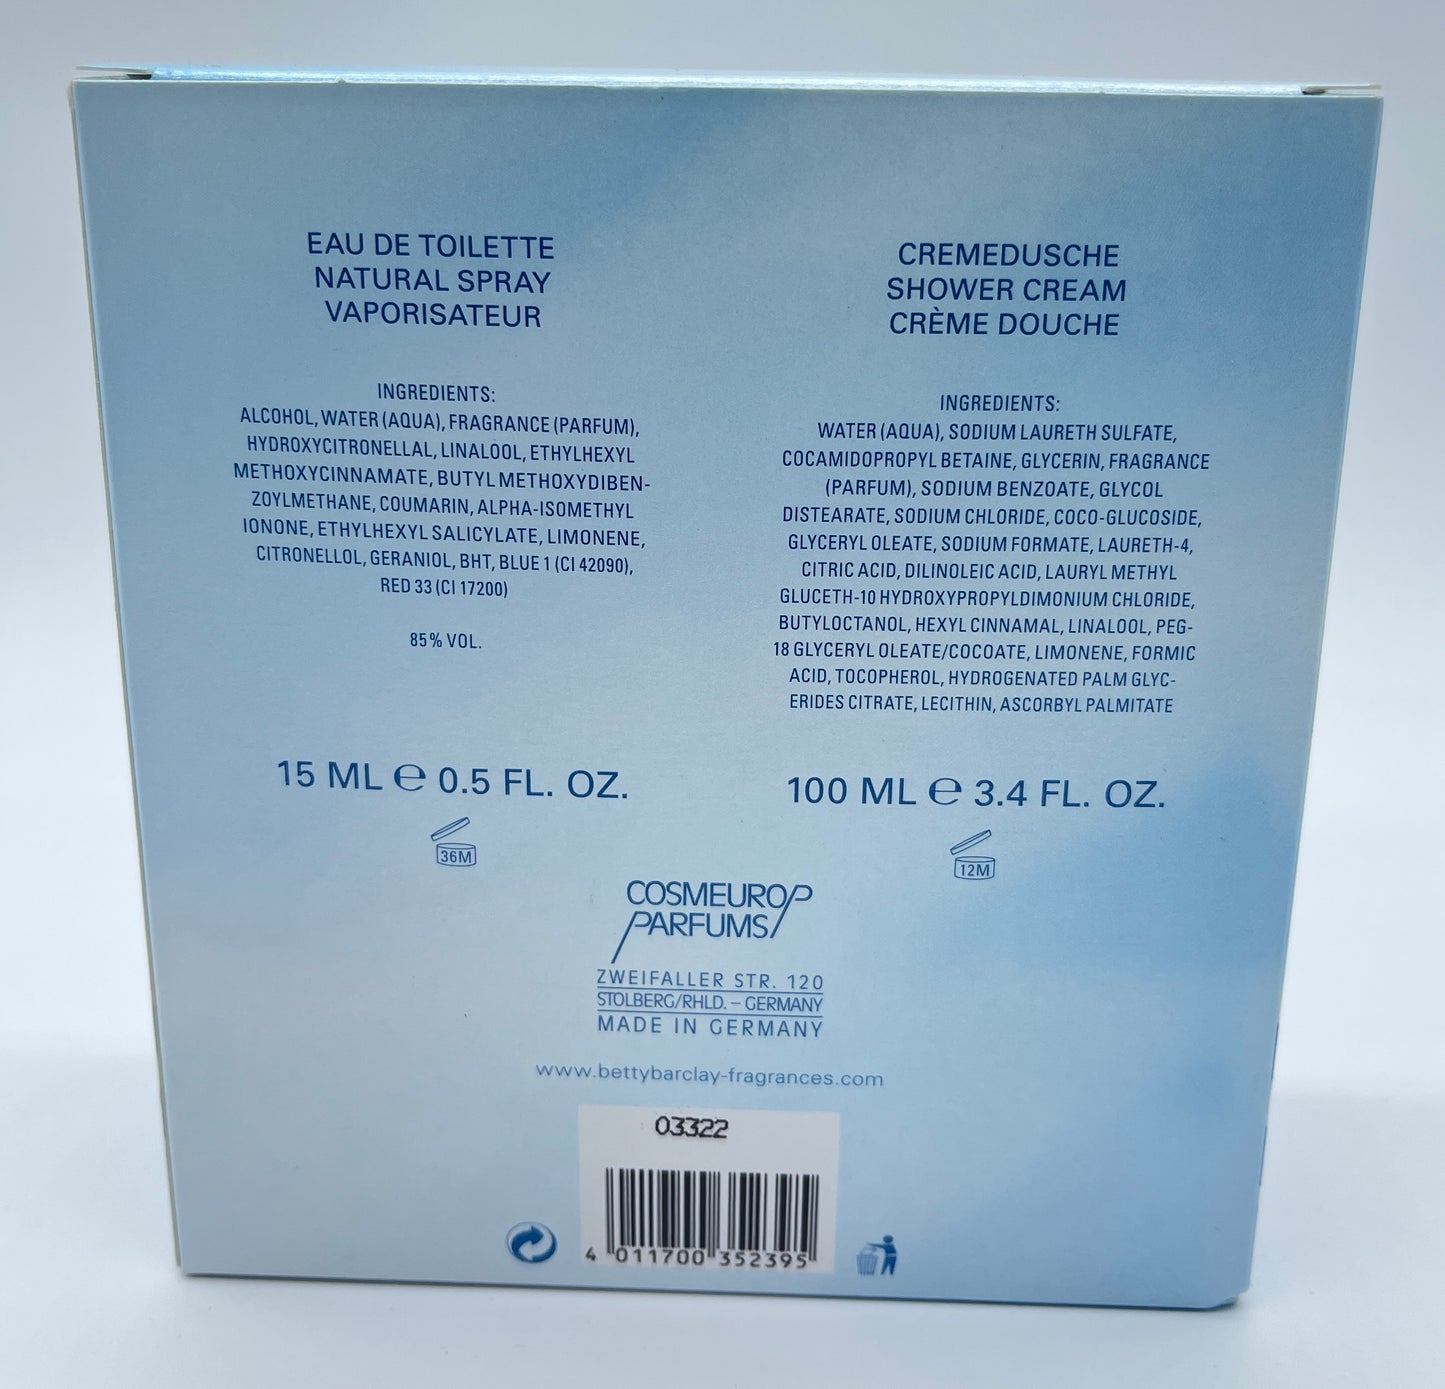 EAU DE TOILETTE
NATURAL SPRAY
VAPORISATEUR
INGREDIENTS:
ALCOHOL, WATER (AQUA), FRAGRANCE (PARFUM),
HYDROXYCITRONELLAL, LINALOOL, ETHYLHEXYL
METHOXYCINNAMATE, BUTYL METHOXYDIBEN-
ZOYLMETHANE, COUMARIN, ALPHA-ISOMETHYL
IONONE, ETHYLHEXYL SALICYLATE, LIMONENE,
CITRONELLOL, GERANIOL, BHT, BLUE 1 (CI 42090),
RED 33 (CI 17200)
85% VOL.
15 ML ℮ 0.5 FL. OZ.
36M
CREMEDUSCHE
SHOWER CREAM
CRÈME DOUCHE
INGREDIENTS:
WATER (AQUA), SODIUM LAURETH SULFATE,
COCAMIDOPROPYL BETAINE, GLYCERIN, FRAGRANCE
(PARFUM), SODIUM BENZOATE, GLYCOL
DISTEARATE, SODIUM CHLORIDE, COCO-GLUCOSIDE,
GLYCERYL OLEATE, SODIUM FORMATE, LAURETH-4,
CITRIC ACID, DILINOLEIC ACID, LAURYL METHYL
GLUCETH-10 HYDROXYPROPYLDIMONIUM CHLORIDE,
BUTYLOCTANOL, HEXYL CINNAMAL, LINALOOL, PEG-
18 GLYCERYL OLEATE/COCOATE, LIMONENE, FORMIC
ACID, TOCOPHEROL, HYDROGENATED PALM GLYC-
ERIDES CITRATE, LECITHIN, ASCORBYL PALMITATE
100 ML ℮ 3.4 FL. OZ.
12M
COSMEUROP
PARFUMS
ZWEIFALLER STR. 120
STOLBERG/RHLD. – GERMANY
MADE IN GERMANY
www.bettybarclay-fragrances.com
03322
4 011700 352395